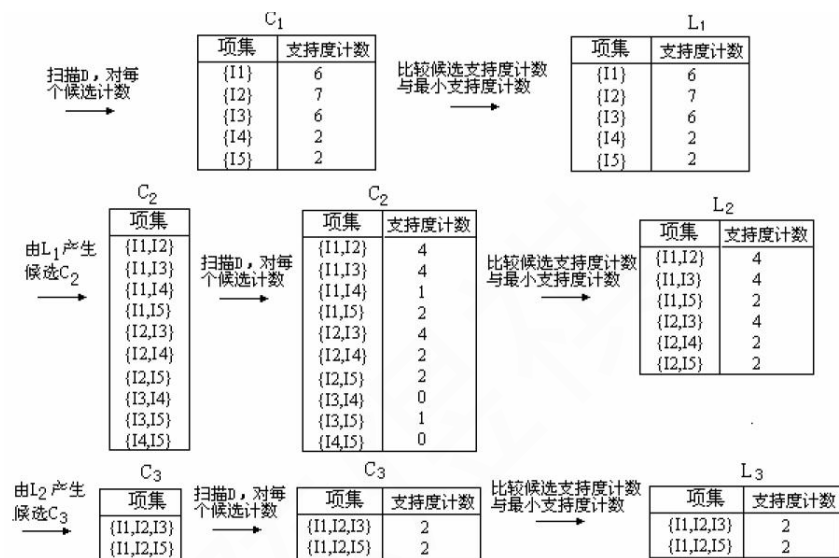 C1
项集 支持度计数
{I1} 6
{I2} 7
{I3} 6
{I4} 2
{I5} 2
扫描D，对每
个候选计数
比较候选支持度计数
与最小支持度计数
L1
项集 支持度计数
{I1} 6
{I2} 7
{I3} 6
{I4} 2
{I5} 2
由L1产生
候选C2
C2
项集
{I1,I2}
{I1,I3}
{I1,I4}
{I1,I5}
{I2,I3}
{I2,I4}
{I2,I5}
{I3,I4}
{I3,I5}
{I4,I5}
扫描D，对每
个候选计数
C2
项集 支持度计数
{I1,I2} 4
{I1,I3} 4
{I1,I4} 1
{I1,I5} 2
{I2,I3} 4
{I2,I4} 2
{I2,I5} 2
{I3,I4} 0
{I3,I5} 1
{I4,I5} 0
比较候选支持度计数
与最小支持度计数
L2
项集 支持度计数
{I1,I2} 4
{I1,I3} 4
{I1,I5} 2
{I2,I3} 4
{I2,I4} 2
{I2,I5} 2
由L2产生
候选C3
C3
项集
{I1,I2,I3}
{I1,I2,I5}
扫描D，对每
个候选计数
C3
项集 支持度计数
{I1,I2,I3} 2
{I1,I2,I5} 2
比较候选支持度计数
与最小支持度计数
L3
项集 支持度计数
{I1,I2,I3} 2
{I1,I2,I5} 2